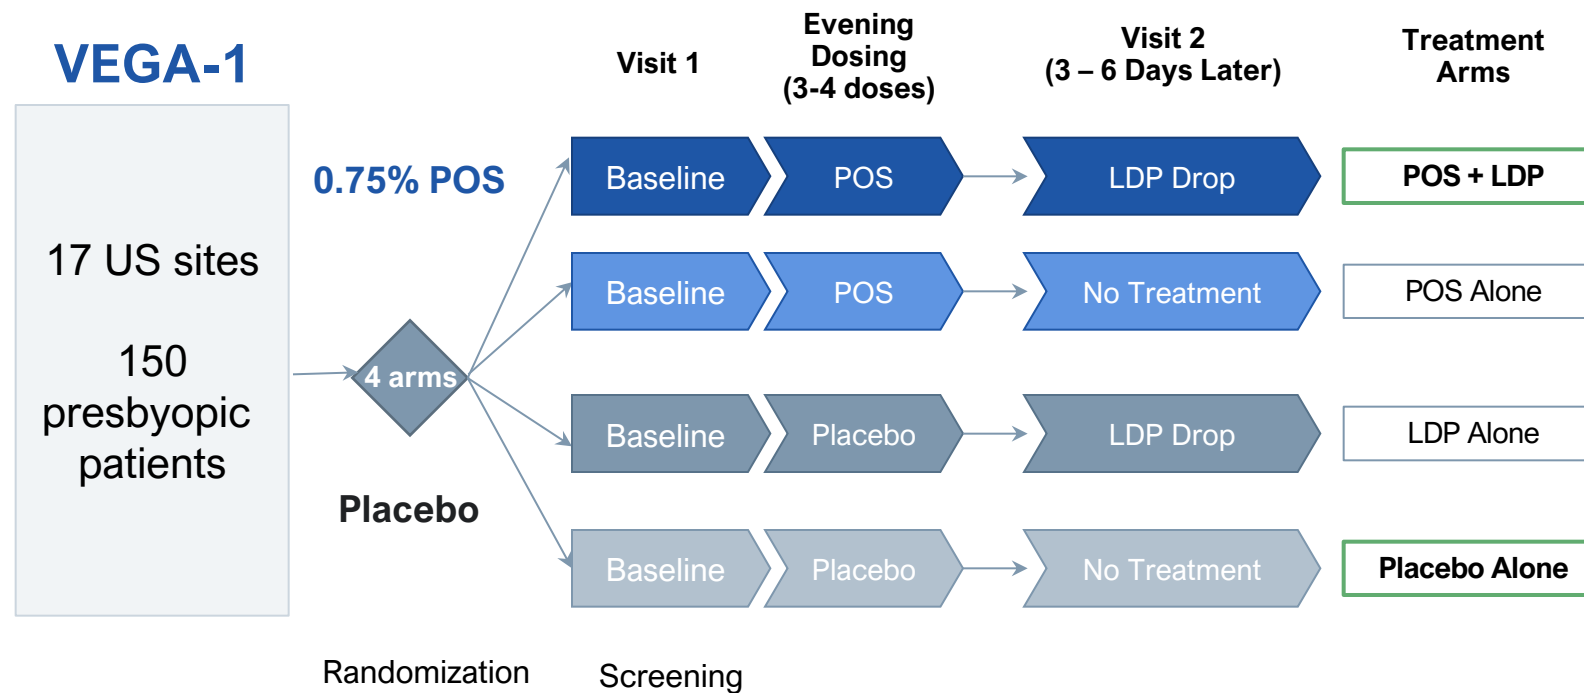 VEGA-1
17 US sites
150
presbyopic
patients
0.75% POS
4 arms
Placebo
Randomization
Visit 1
Evening
Dosing
(3-4 doses)
Visit 2
(3 – 6 Days Later)
Treatment
Arms
Baseline
POS
LDP Drop
POS + LDP
Baseline
POS
No Treatment
POS Alone
Baseline
Placebo
LDP Drop
LDP Alone
Baseline
Placebo
No Treatment
Placebo Alone
Screening